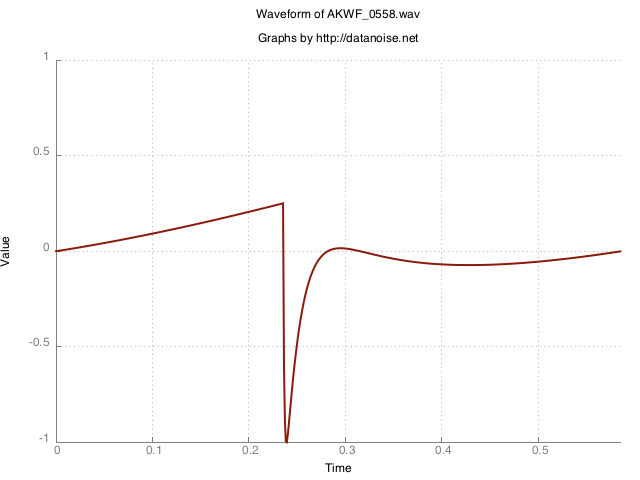 Waveform of AKWF_0558.wav
Graphs by http://datanoise.net
1
0.5
0
-0.5
-1
Value
0 0.1 0.2 0.3 0.4 0.5
Time